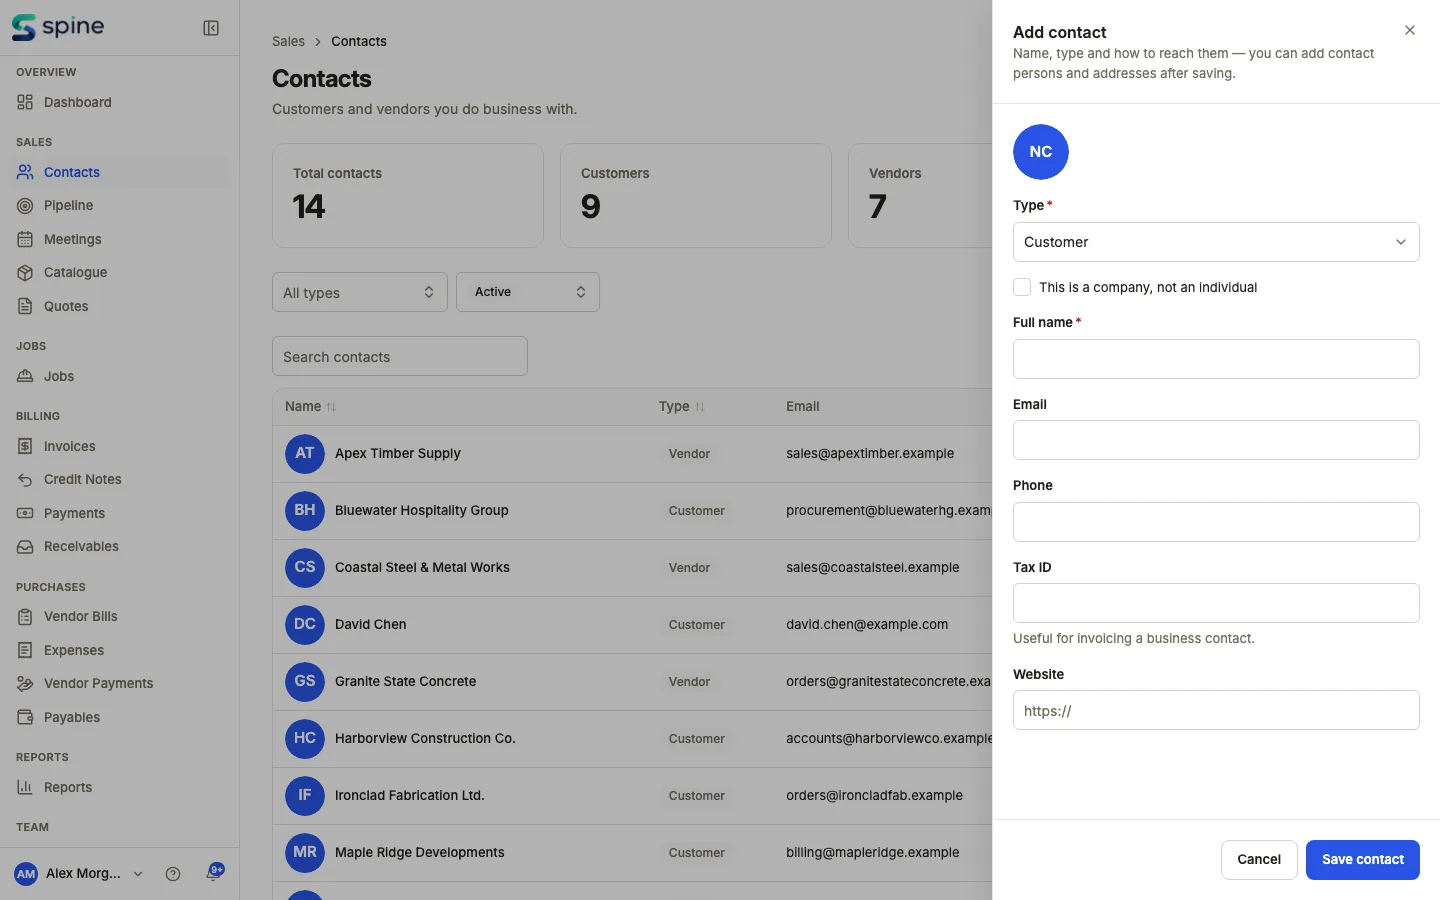 spine
OVERVIEW
Dashboard
SALES
Contacts
Pipeline
Meetings
Catalogue
Quotes
JOBS
Jobs
BILLING
Invoices
Credit Notes
Payments
Receivables
PURCHASES
Vendor Bills
Expenses
Vendor Payments
Payables
REPORTS
Reports
TEAM
AM Alex Morg... 9+
Sales > Contacts
Contacts
Customers and vendors you do business with.
Total contacts
14
Customers
9
Vendors
7
All types
Active
Search contacts
Name Type Email
AT Apex Timber Supply Vendor sales@apextimber.example
BH Bluewater Hospitality Group Customer procurement@bluewaterhg.exam
CS Coastal Steel & Metal Works Vendor sales@coastalsteel.example
DC David Chen Customer david.chen@example.com
GS Granite State Concrete Vendor orders@granitestateconcrete.exa
HC Harborview Construction Co. Customer accounts@harborviewco.example
IF Ironclad Fabrication Ltd. Customer orders@ironcladfab.example
MR Maple Ridge Developments Customer billing@mapleridge.example
Add contact
Name, type and how to reach them — you can add contact
persons and addresses after saving.
NC
Type *
Customer
This is a company, not an individual
Full name *
Email
Phone
Tax ID
Useful for invoicing a business contact.
Website
https://
Cancel
Save contact